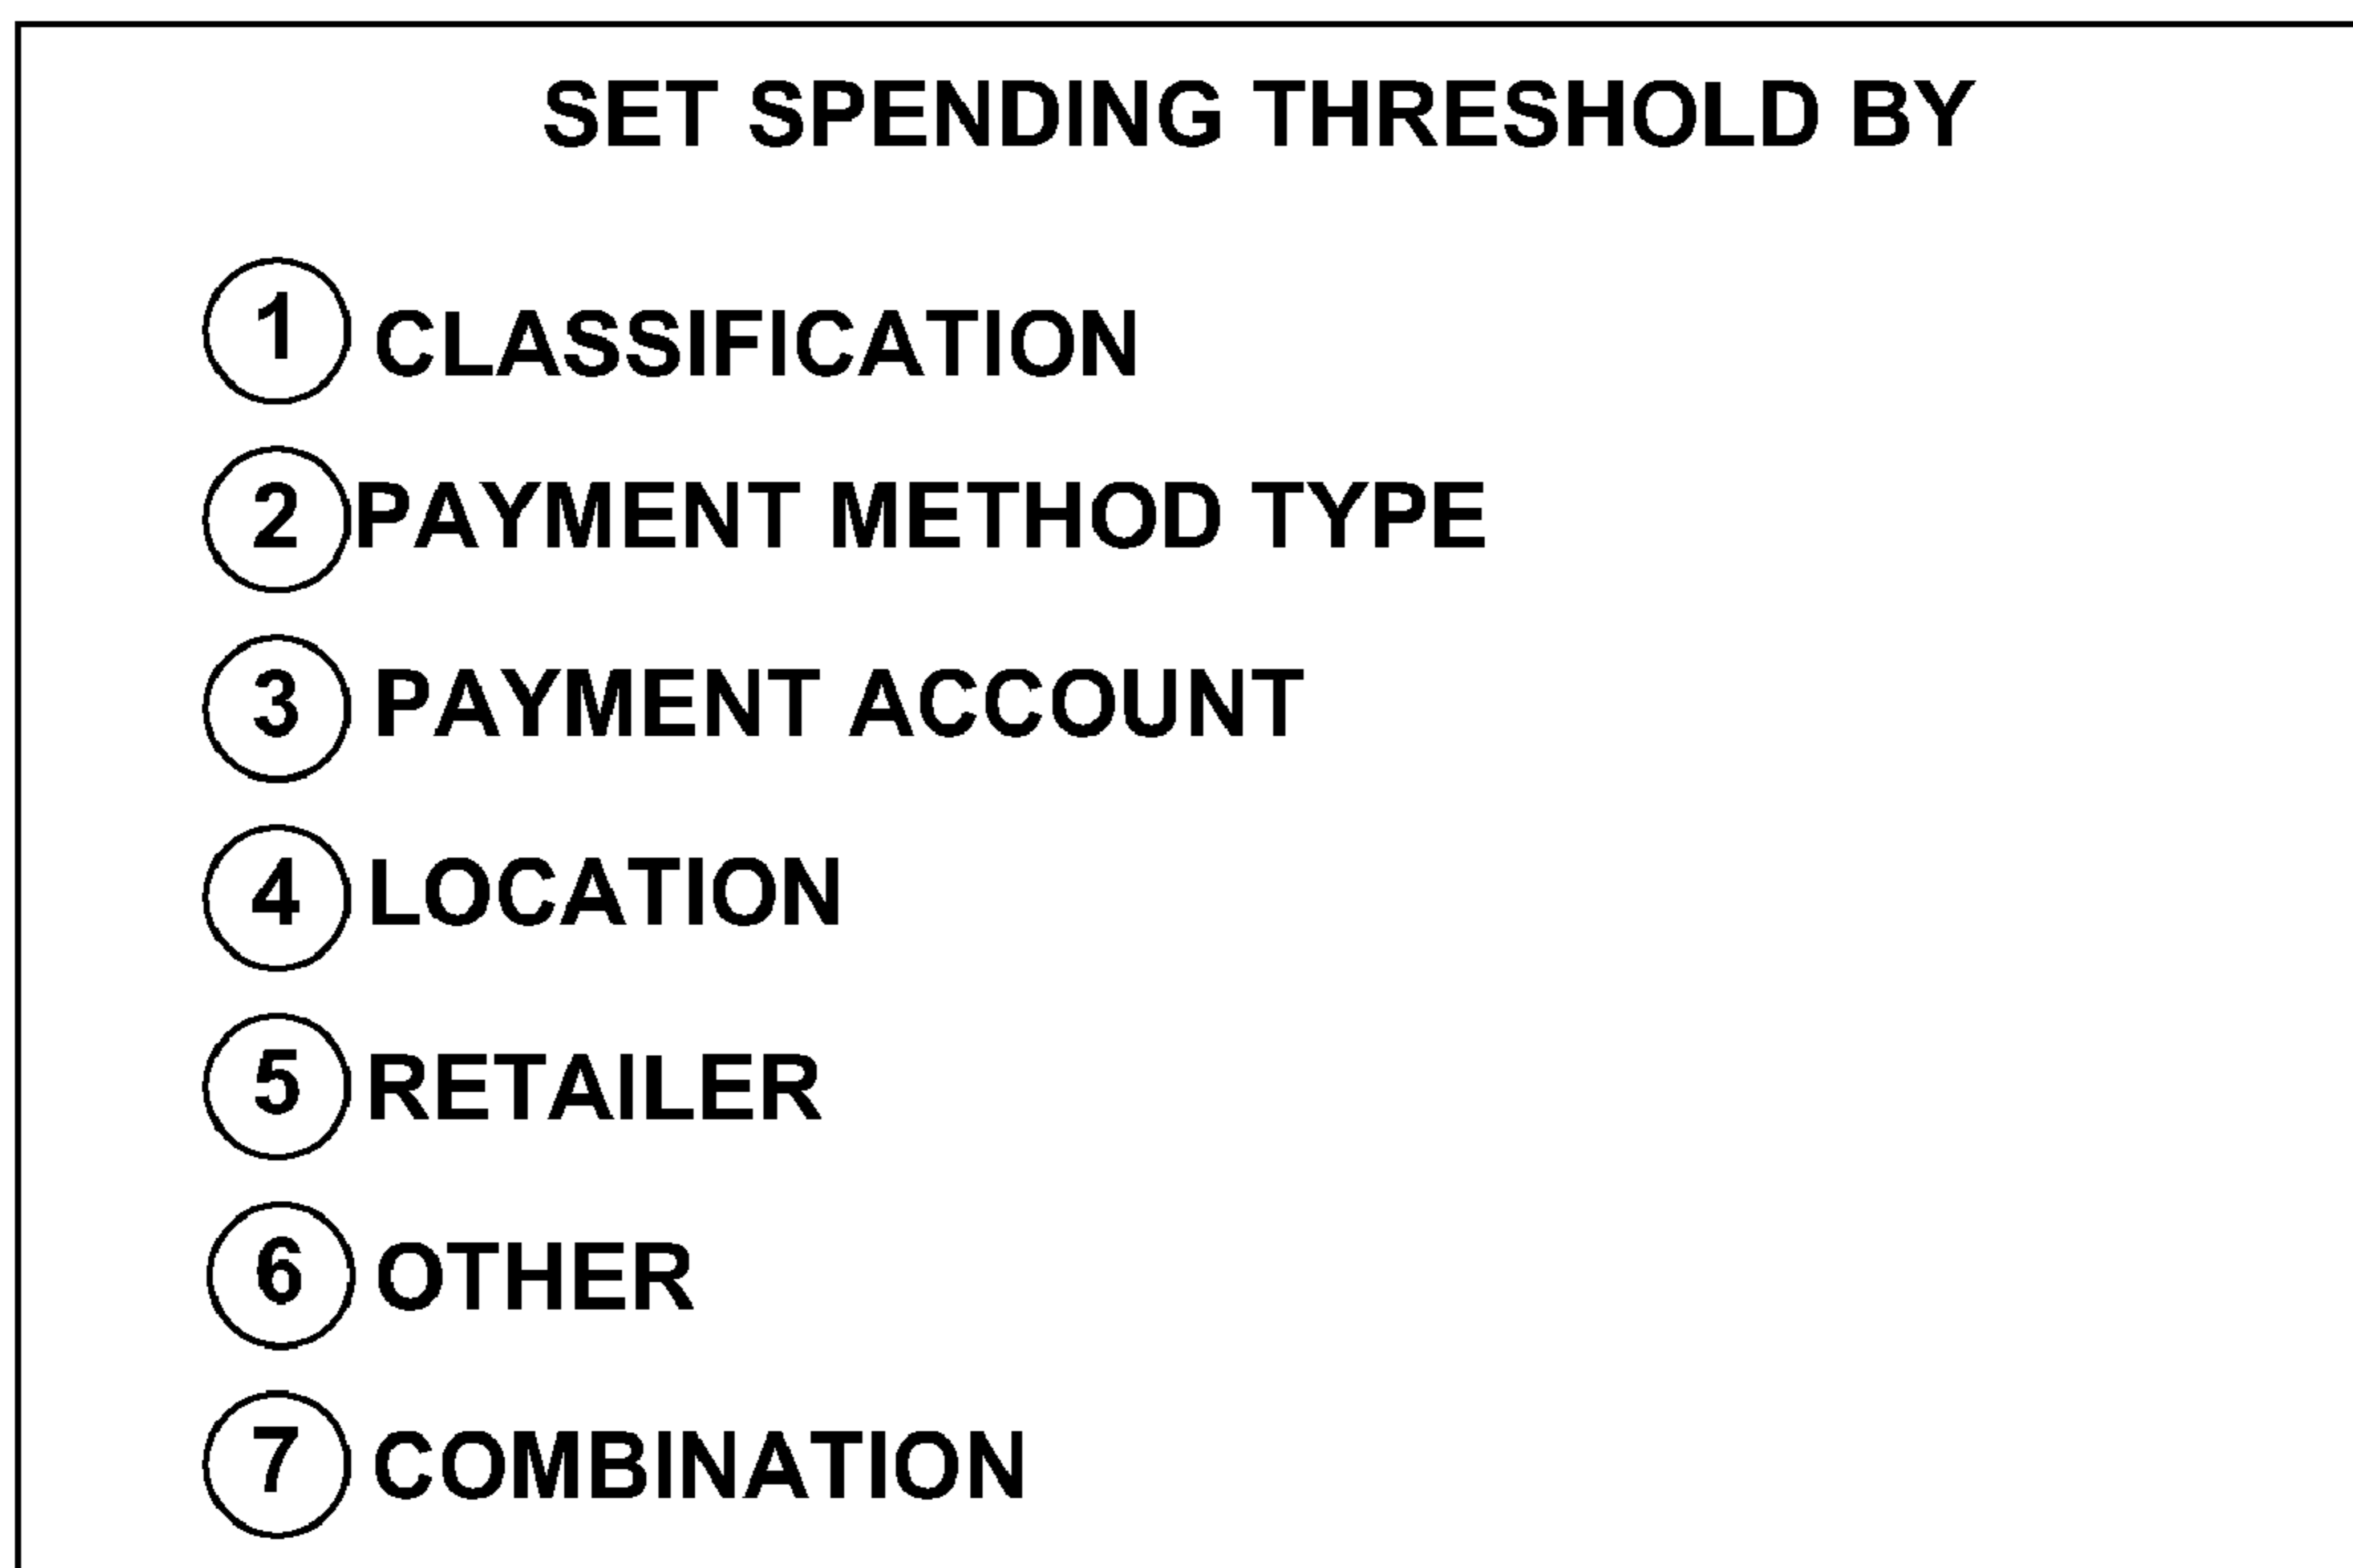 SET SPENDING THRESHOLD BY
1 CLASSIFICATION
2 PAYMENT METHOD TYPE
3 PAYMENT ACCOUNT
4 LOCATION
5 RETAILER
6 OTHER
7 COMBINATION